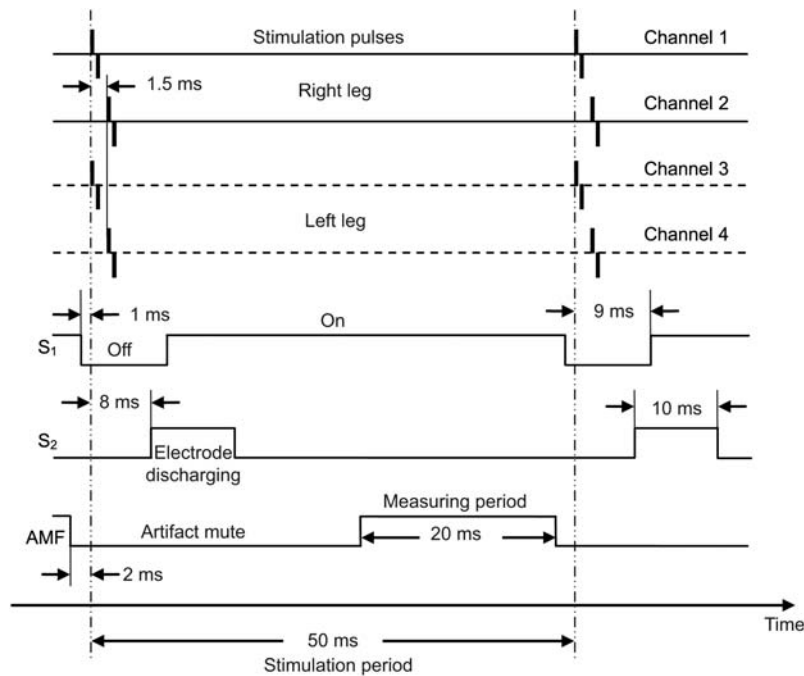 Stimulation pulses
Channel 1
1.5 ms
Right leg
Channel 2
Channel 3
Left leg
Channel 4
1 ms
On
9 ms
S₁
Off
8 ms
10 ms
S₂
Electrode
discharging
Measuring period
AMF
Artifact mute
20 ms
2 ms
Time
50 ms
Stimulation period